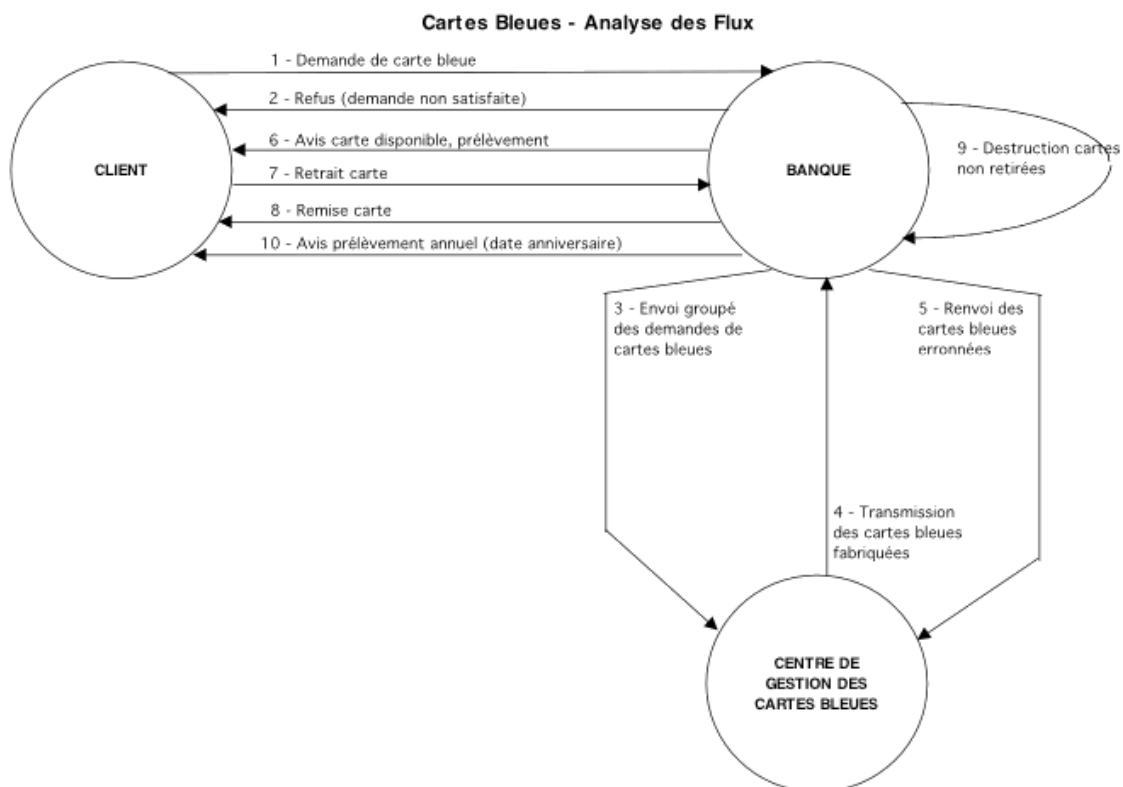 Cartes Bleues - Analyse des Flux
1 - Demande de carte bleue
2 - Refus (demande non satisfaite)
6 - Avis carte disponible, prélèvement
7 - Retrait carte
8 - Remise carte
10 - Avis prélèvement annuel (date anniversaire)
CLIENT
BANQUE
9 - Destruction cartes
non retirées
3 - Envoi groupé
des demandes de
cartes bleues
5 - Renvoi des
cartes bleues
erronnées
4 - Transmission
des cartes bleues
fabriquées
CENTRE DE
GESTION DES
CARTES BLEUES